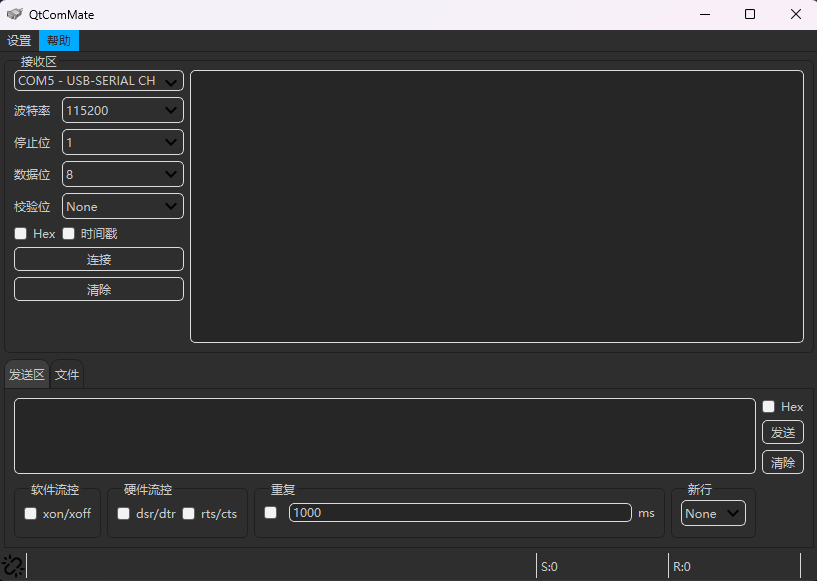 QtComMate
设置 帮助
接收区
COM5 - USB-SERIAL CH
波特率 115200
停止位 1
数据位 8
校验位 None
Hex 时间戳
连接
清除
发送区 文件
Hex
发送
清除
软件流控 硬件流控 重复 新行
xon/xoff dsr/dtr rts/cts 1000 ms None
S:0 R:0